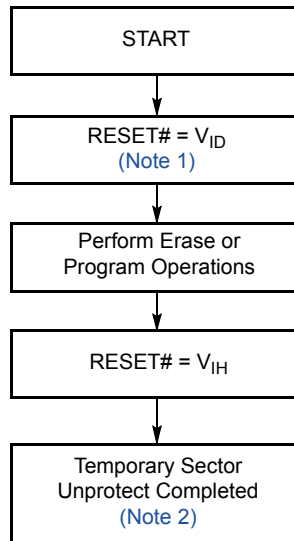 START
RESET# = VID
(Note 1)
Perform Erase or
Program Operations
RESET# = VIH
Temporary Sector
Unprotect Completed
(Note 2)